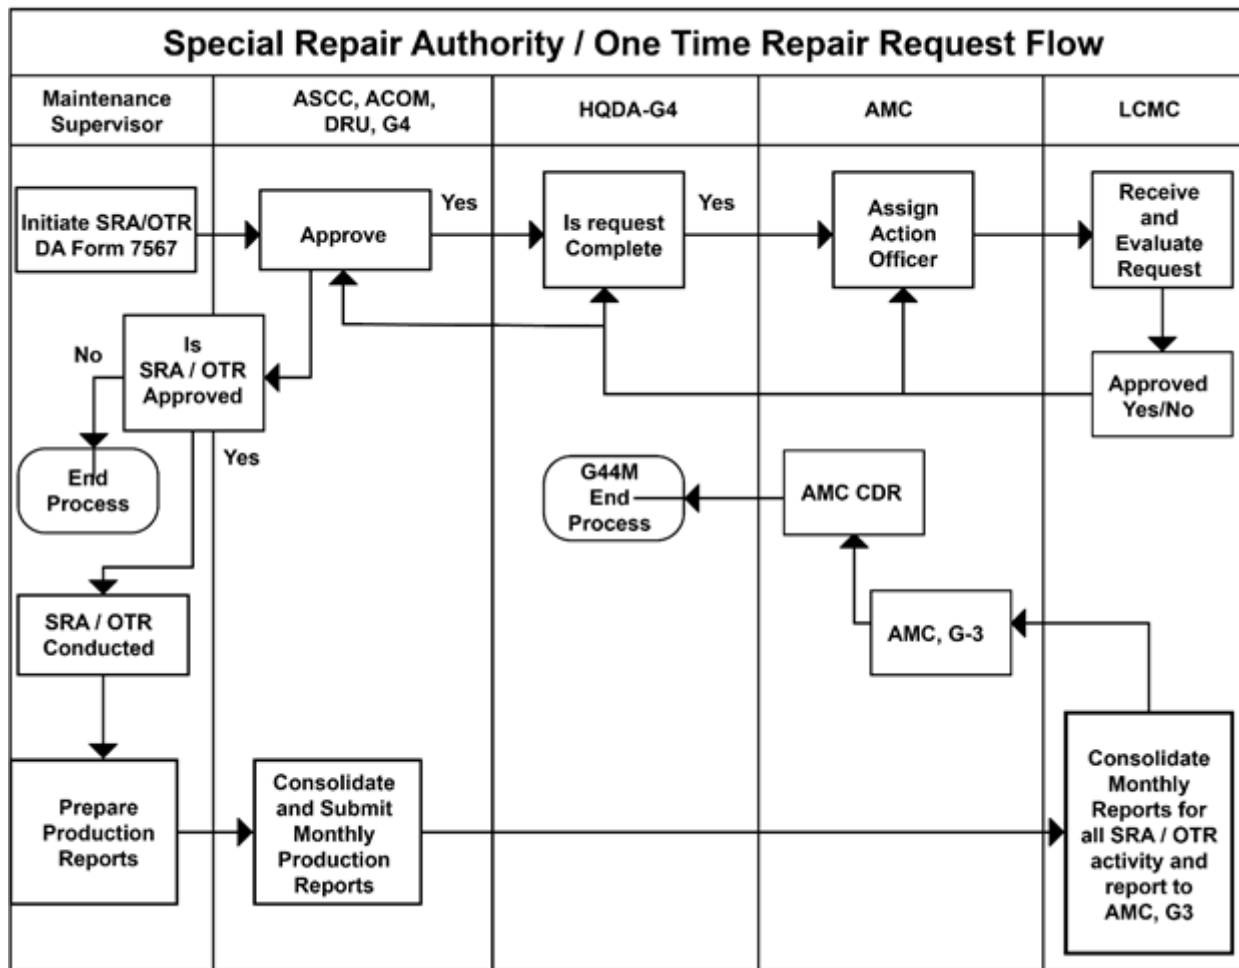 Special Repair Authority / One Time Repair Request Flow
Maintenance
Supervisor
ASCC, ACOM,
DRU, G4
HQDA-G4
AMC
LCMC
Initiate SRA/OTR
DA Form 7567
Approve
Yes
Is request
Complete
Yes
Assign
Action
Officer
Receive
and
Evaluate
Request
No
Is
SRA / OTR
Approved
Approved
Yes/No
Yes
End
Process
G44M
End
Process
AMC CDR
SRA / OTR
Conducted
AMC, G-3
Prepare
Production
Reports
Consolidate
and Submit
Monthly
Production
Reports
Consolidate
Monthly
Reports for
all SRA / OTR
activity and
report to
AMC, G3